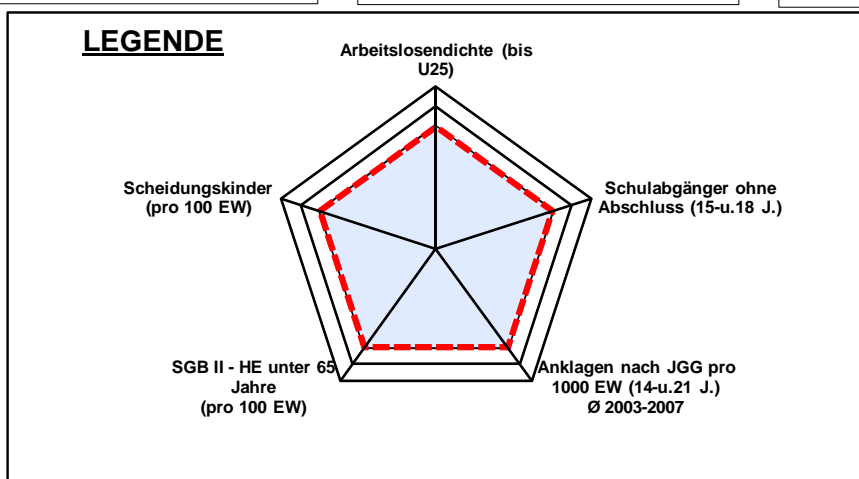 LEGENDE
Arbeitslosendichte (bis
U25)
Scheidungskinder
(pro 100 EW)
Schulabgänger ohne
Abschluss (15-u.18 J.)
SGB II - HE unter 65
Jahre
(pro 100 EW)
Anklagen nach JGG pro
1000 EW (14-u.21 J.)
Ø 2003-2007